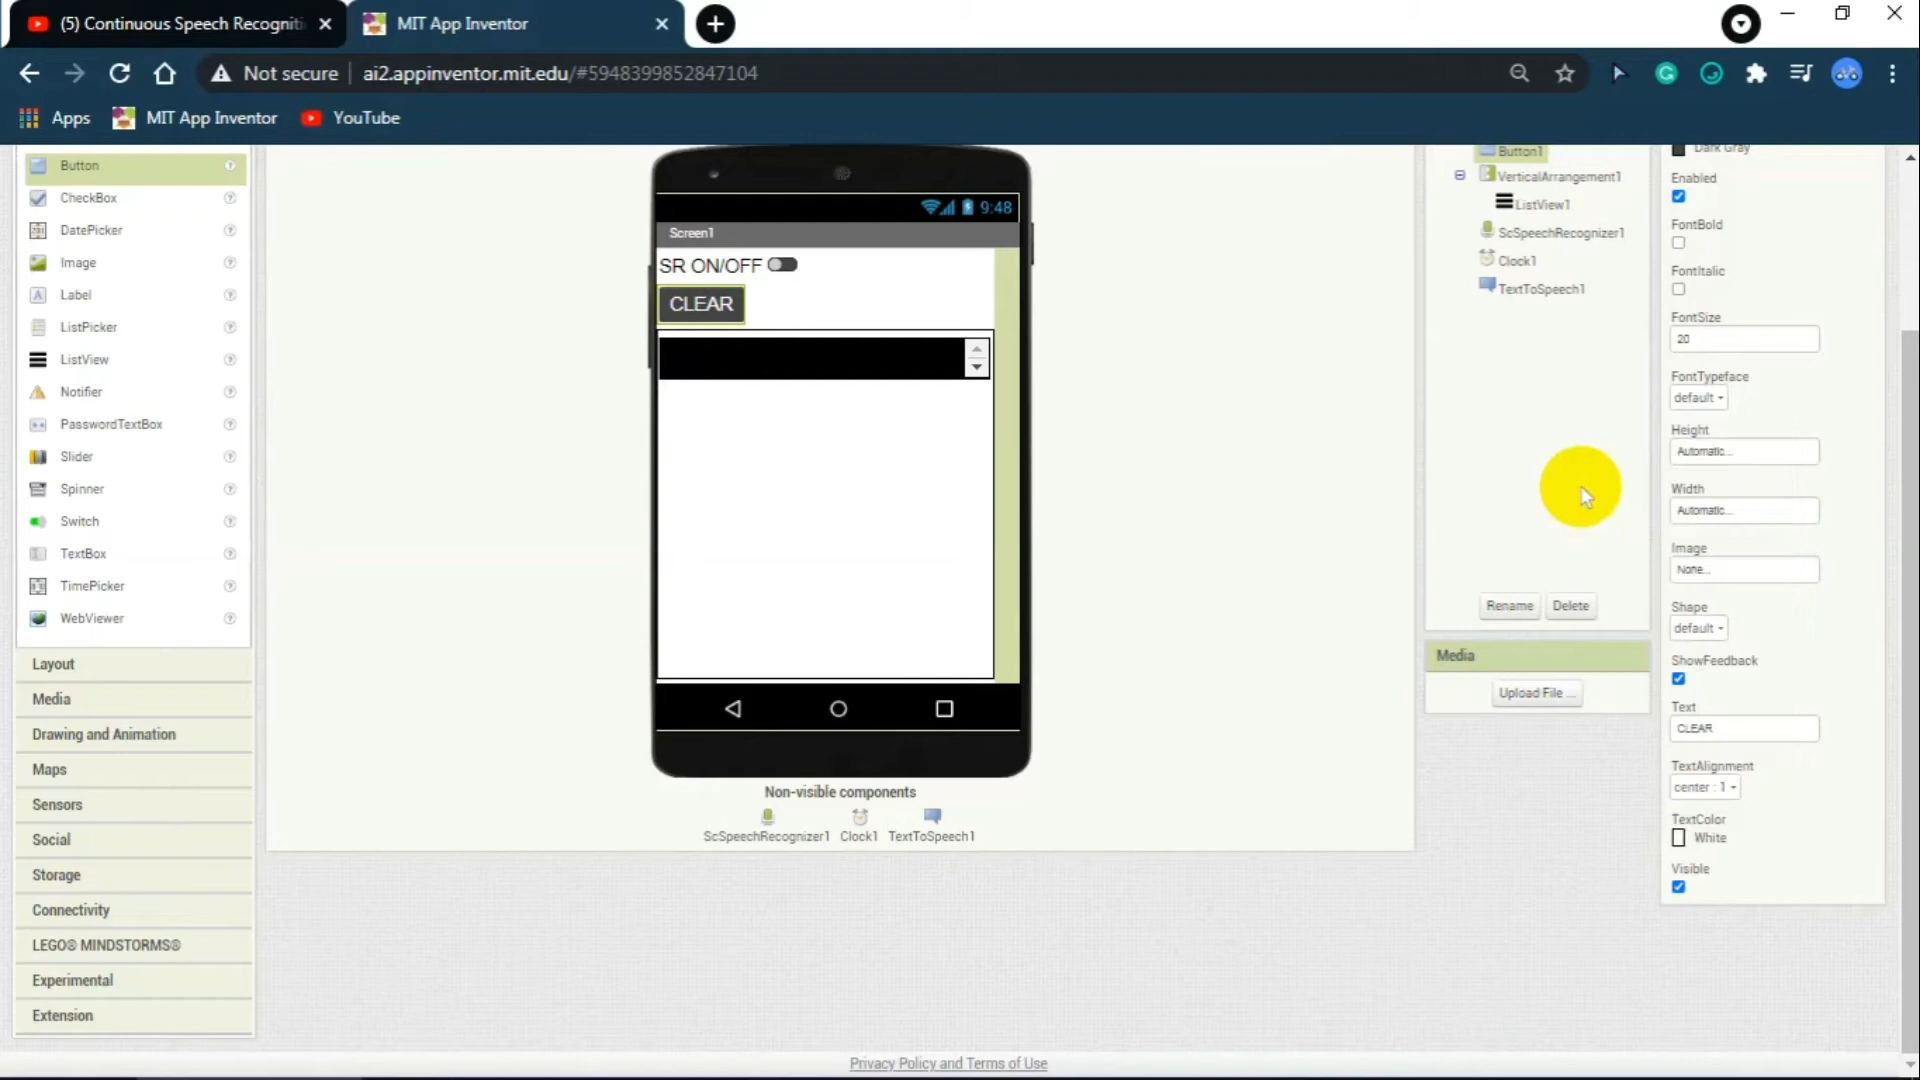 (5) Continuous Speech Recogniti
MIT App Inventor
Not secure
ai2.appinventor.mit.edu/#5948399852847104
Apps
MIT App Inventor
YouTube
Button
CheckBox
DatePicker
Image
Label
ListPicker
ListView
Notifier
PasswordTextBox
Slider
Spinner
Switch
TextBox
TimePicker
WebViewer
Layout
Media
Drawing and Animation
Maps
Sensors
Social
Storage
Connectivity
LEGO® MINDSTORMS®
Experimental
Extension
9:48
Screen1
SR ON/OFF
CLEAR
Non-visible components
ScSpeechRecognizer1 Clock1 TextToSpeech1
Button1
VerticalArrangement1
ListView1
ScSpeechRecognizer1
Clock1
TextToSpeech1
Rename Delete
Media
Upload File ...
Dark Gray
Enabled
FontBold
FontItalic
FontSize
20
FontTypeface
default
Height
Automatic...
Width
Automatic...
Image
None...
Shape
default
ShowFeedback
Text
CLEAR
TextAlignment
center : 1
TextColor
White
Visible
Privacy Policy and Terms of Use